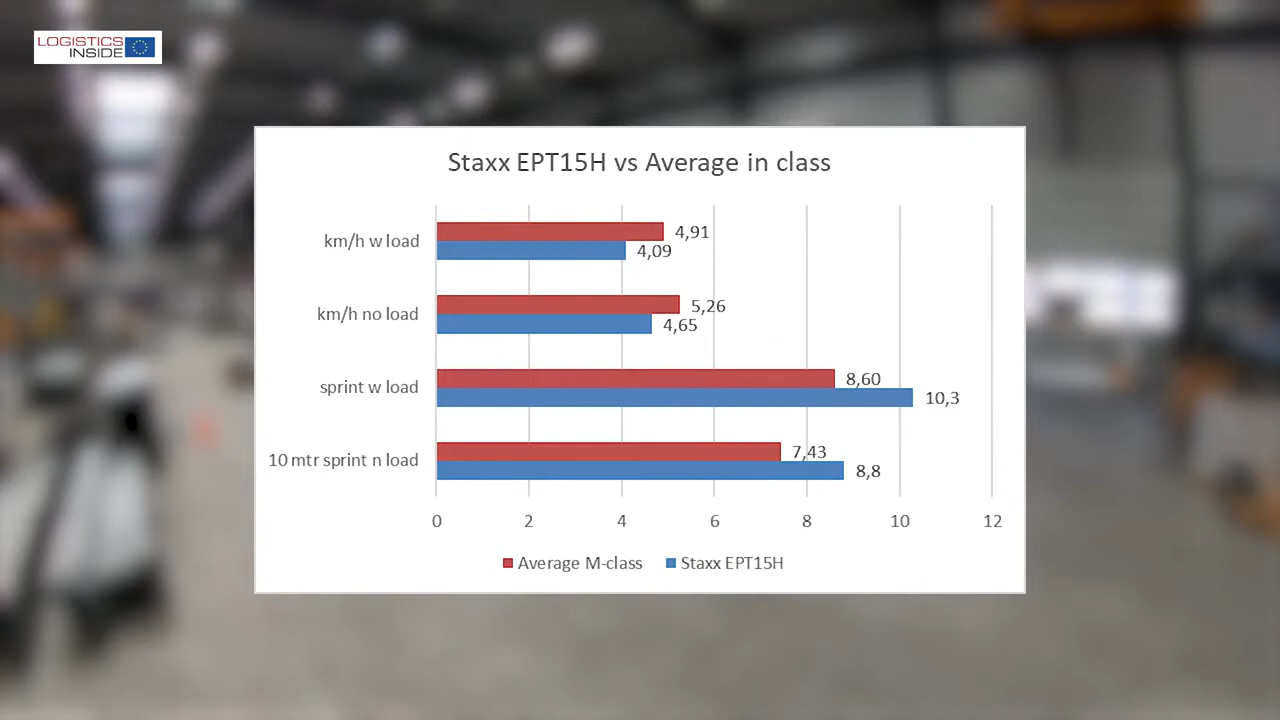 LOGISTICS
INSIDE
Staxx EPT15H vs Average in class
km/h w load
4,91
4,09
km/h no load
5,26
4,65
sprint w load
8,60
10,3
10 mtr sprint n load
7,43
8,8
0 2 4 6 8 10 12
Average M-class Staxx EPT15H